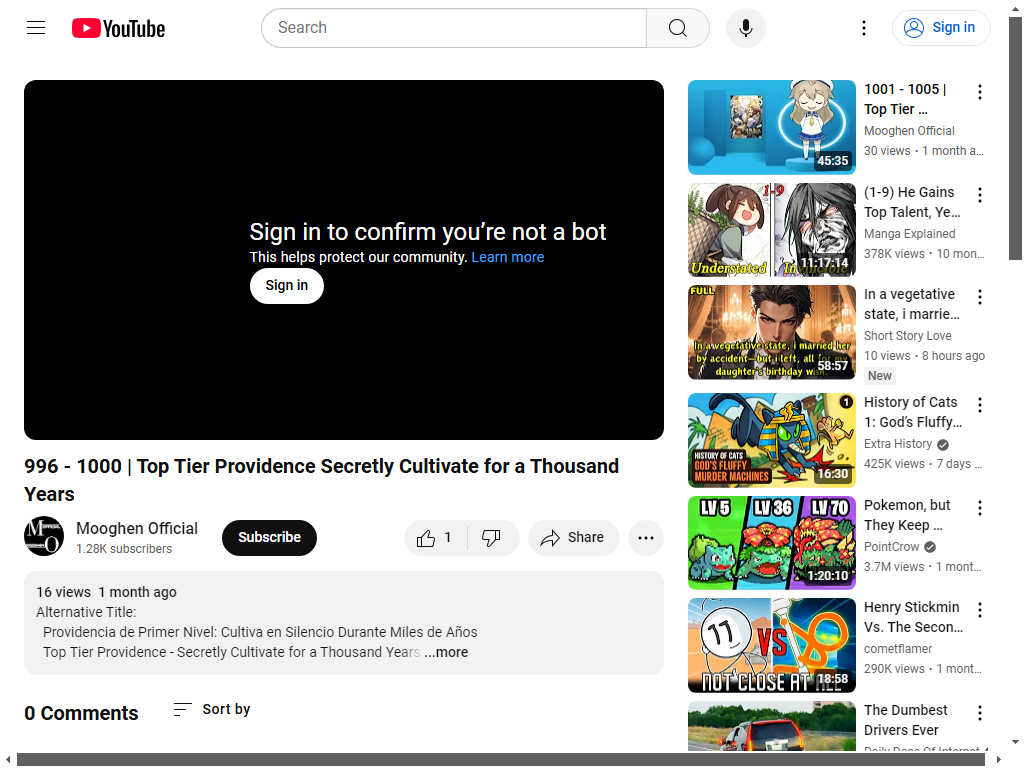 YouTube
Search
Sign in
Sign in to confirm you’re not a bot
This helps protect our community. Learn more
Sign in
996 - 1000 | Top Tier Providence Secretly Cultivate for a Thousand
Years
Mooghen Official
1.28K subscribers
Subscribe
1
Share
16 views 1 month ago
Alternative Title:
Providencia de Primer Nivel: Cultiva en Silencio Durante Miles de Años
Top Tier Providence - Secretly Cultivate for a Thousand Years ...more
0 Comments
Sort by
45:35
1001 - 1005 |
Top Tier ...
Mooghen Official
30 views • 1 month a...
1-9
Understated
Invincible
11:17:14
(1-9) He Gains
Top Talent, Ye...
Manga Explained
378K views • 10 mon...
FULL
In a vegetative state, i married her
by accident—but i left, all for my
daughter's birthday wish.
58:57
In a vegetative
state, i marrie...
Short Story Love
10 views • 8 hours ago
New
1
HISTORY OF CATS
GOD'S FLUFFY
MURDER MACHINES
16:30
History of Cats
1: God’s Fluffy...
Extra History
425K views • 7 days ...
LV 5
LV 36
LV 70
1:20:10
Pokemon, but
They Keep ...
PointCrow
3.7M views • 1 mont...
VS
NOT CLOSE AT ALL
18:58
Henry Stickmin
Vs. The Secon...
cometflamer
290K views • 1 mont...
The Dumbest
Drivers Ever
Daily Dose Of Internet